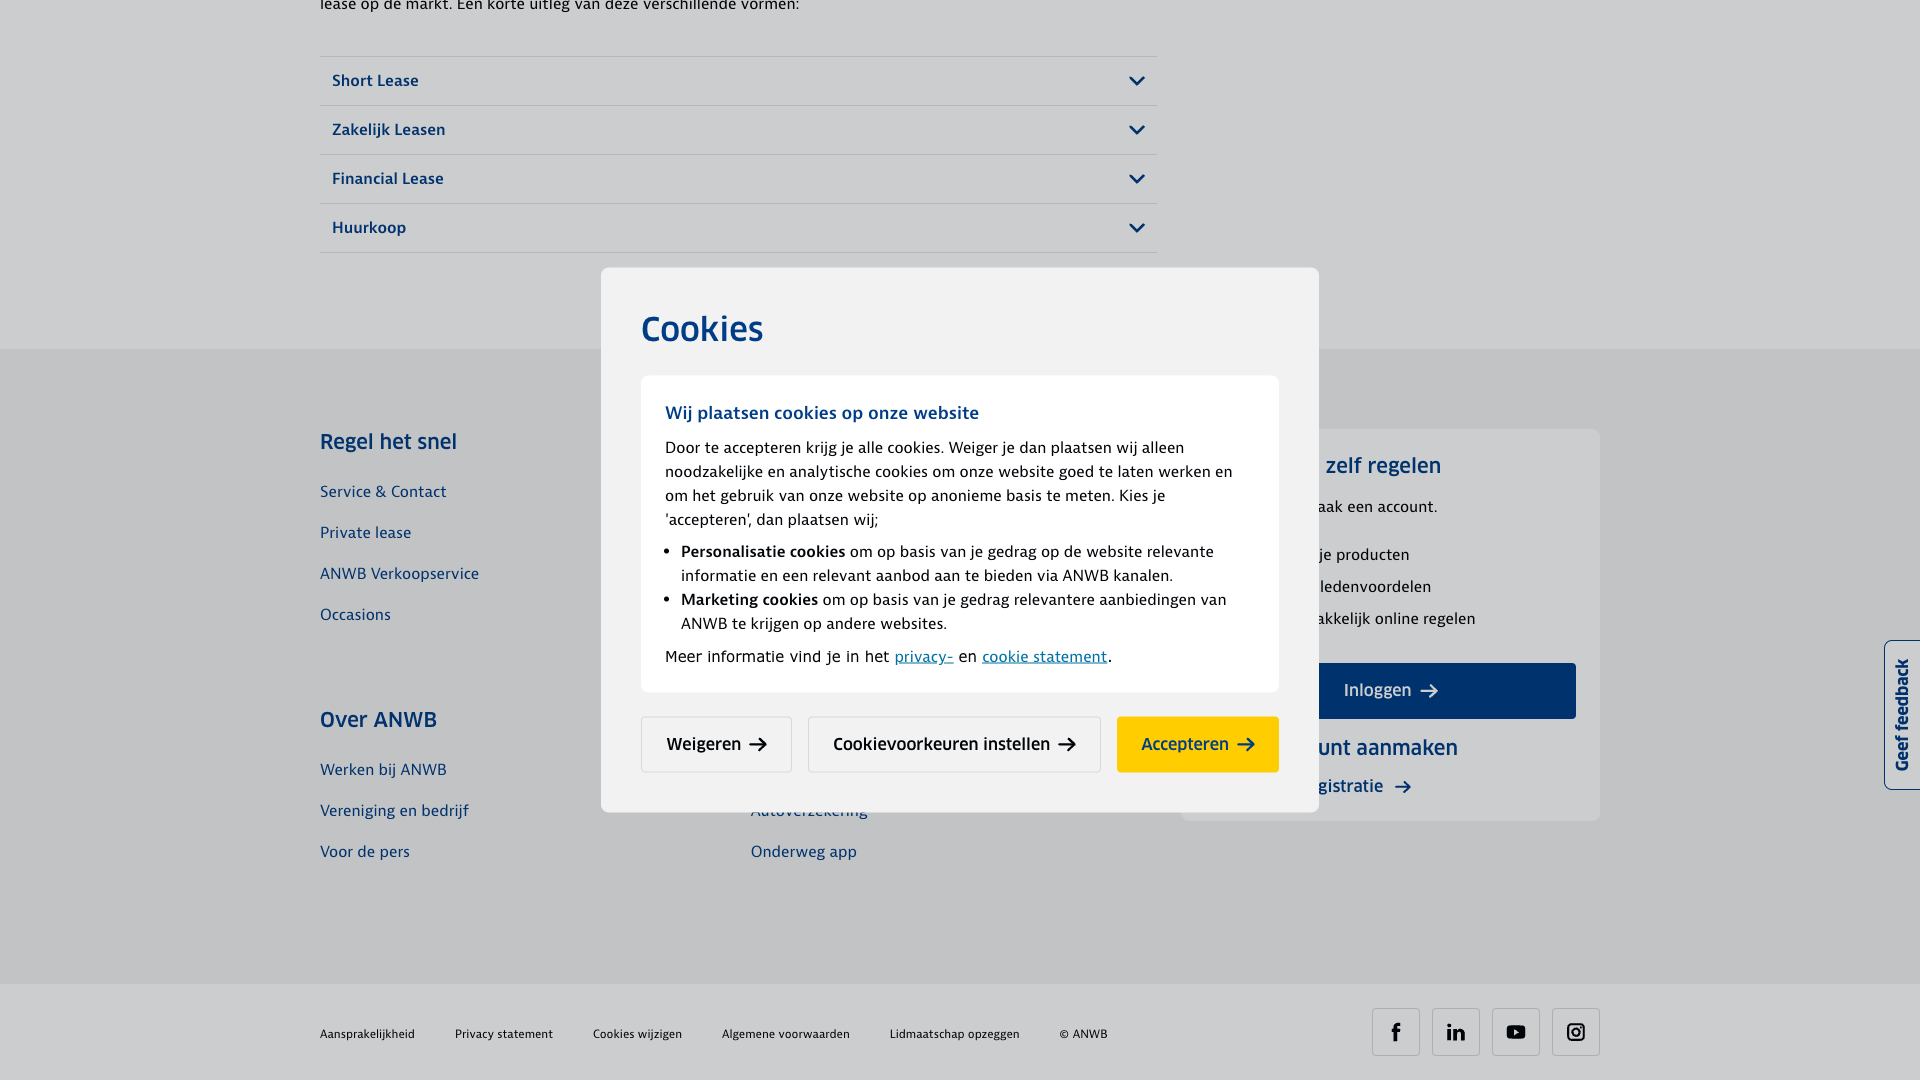 lease op de markt. Een korte uitleg van deze verschillende vormen:
Short Lease
Zakelijk Leasen
Financial Lease
Huurkoop
Cookies
Wij plaatsen cookies op onze website
Door te accepteren krijg je alle cookies. Weiger je dan plaatsen wij alleen
noodzakelijke en analytische cookies om onze website goed te laten werken en
om het gebruik van onze website op anonieme basis te meten. Kies je
'accepteren', dan plaatsen wij;
• Personalisatie cookies om op basis van je gedrag op de website relevante
informatie en een relevant aanbod aan te bieden via ANWB kanalen.
• Marketing cookies om op basis van je gedrag relevantere aanbiedingen van
ANWB te krijgen op andere websites.
Meer informatie vind je in het privacy- en cookie statement.
Weigeren
Cookievoorkeuren instellen
Accepteren
Regel het snel
Service & Contact
Private lease
ANWB Verkoopservice
Occasions
Over ANWB
Werken bij ANWB
Vereniging en bedrijf
Voor de pers
Autoverzekering
Onderweg app
zelf regelen
aak een account.
je producten
ledenvoordelen
akkelijk online regelen
Inloggen
unt aanmaken
gistratie
Geef feedback
Aansprakelijkheid
Privacy statement
Cookies wijzigen
Algemene voorwaarden
Lidmaatschap opzeggen
© ANWB